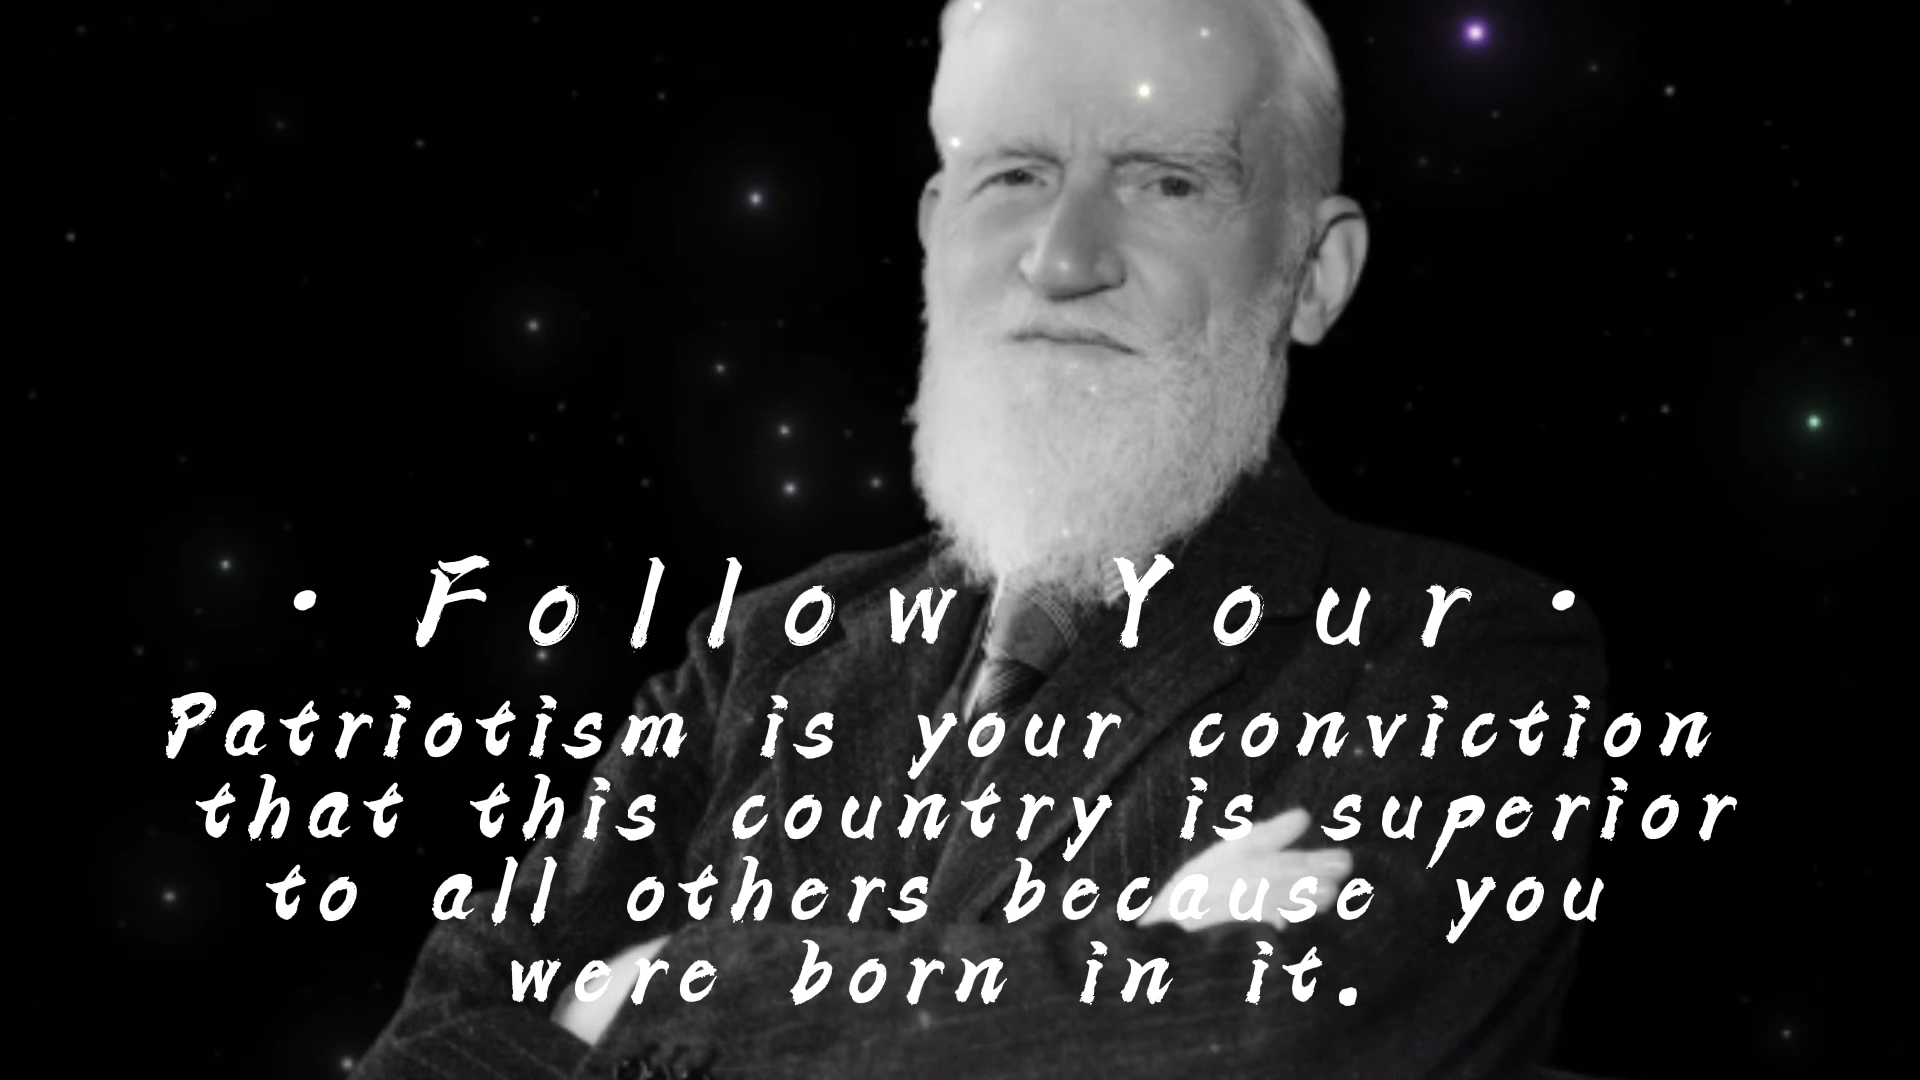 • Follow Your •
Patriotism is your conviction
that this country is superior
to all others because you
were born in it.